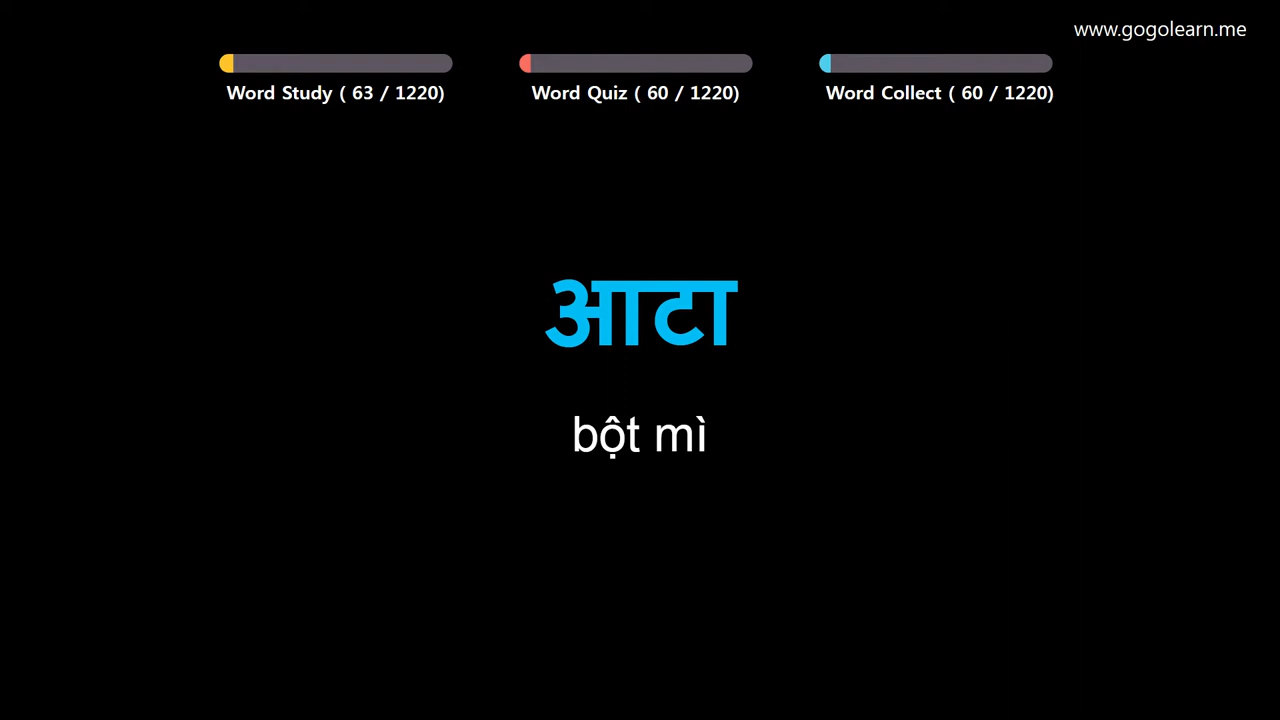 www.gogolearn.me
Word Study ( 63 / 1220)
Word Quiz ( 60 / 1220)
Word Collect ( 60 / 1220)
आटा
bột mì